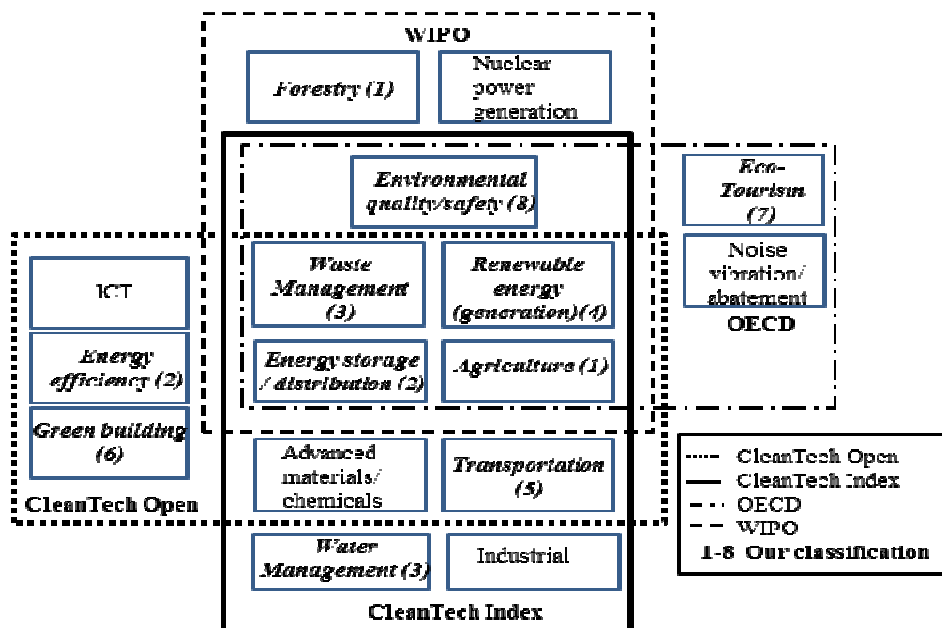 WIPO
Forestry (1)
Nuclear
power
generation
Environmental
quality/safety (8)
Eco-
Tourism
(7)
Noise
vibration/
abatement
OECD
ICT
Energy
efficiency (2)
Green building
(6)
CleanTech Open
Waste
Management
(3)
Renewable
energy
(generation)(4)
Energy storage
/ distribution (2)
Agriculture (1)
Advanced
materials/
chemicals
Transportation
(5)
Water
Management (3)
Industrial
CleanTech Index
CleanTech Open
CleanTech Index
OECD
WIPO
1-8 Our classification